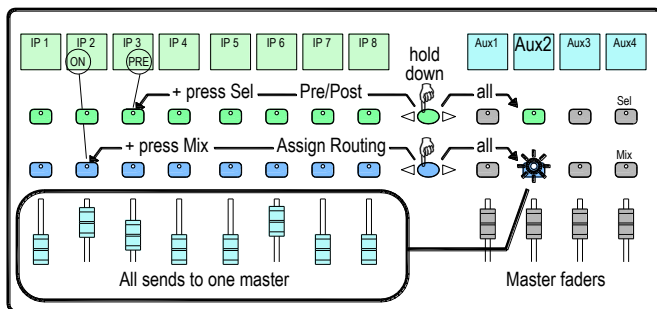 IP 1 IP 2 IP 3 IP 4 IP 5 IP 6 IP 7 IP 8 Aux1 Aux2 Aux3 Aux4
ON PRE
hold
down
+ press Sel Pre/Post all
Sel
+ press Mix Assign Routing all
Mix
All sends to one master Master faders